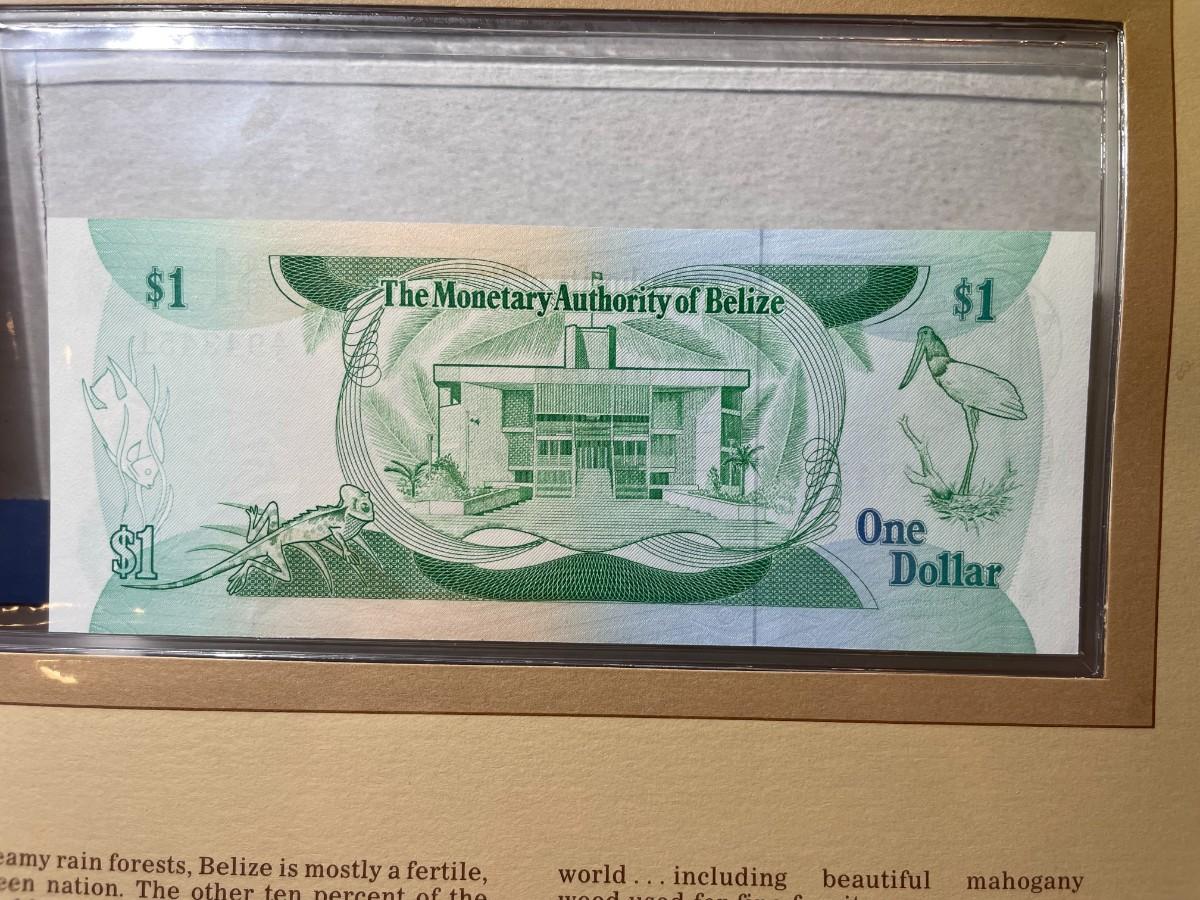 $1
The Monetary Authority of Belize
$1
$1
One
Dollar
eamy rain forests, Belize is mostly a fertile,
een nation. The other ten percent of the
world . . . including beautiful mahogany